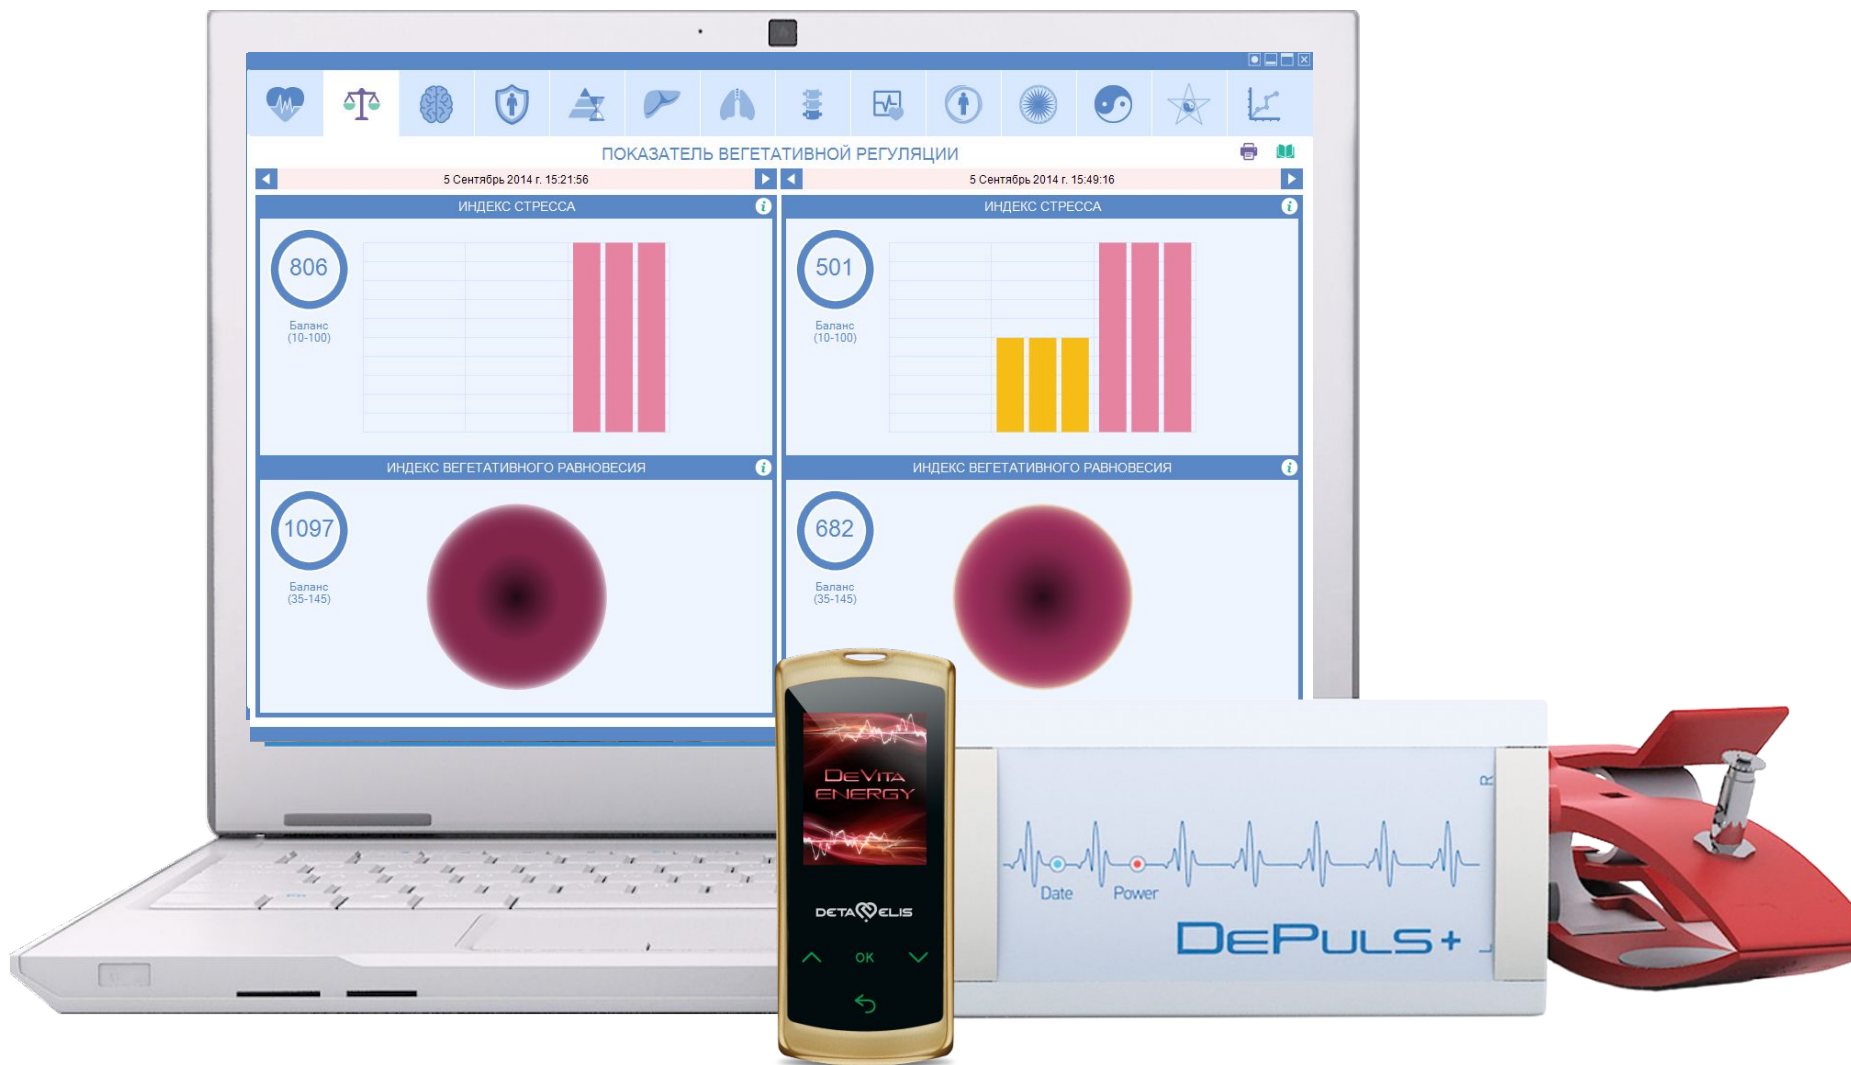 ПОКАЗАТЕЛЬ ВЕГЕТАТИВНОЙ РЕГУЛЯЦИИ
5 Сентябрь 2014 г. 15:21:56
5 Сентябрь 2014 г. 15:49:16
ИНДЕКС СТРЕССА
ИНДЕКС СТРЕССА
806
Баланс
(10-100)
501
Баланс
(10-100)
ИНДЕКС ВЕГЕТАТИВНОГО РАВНОВЕСИЯ
ИНДЕКС ВЕГЕТАТИВНОГО РАВНОВЕСИЯ
1097
Баланс
(35-145)
682
Баланс
(35-145)
DEVITA
ENERGY
DETA ELIS
OK
R
Date
Power
DEPULS+
L